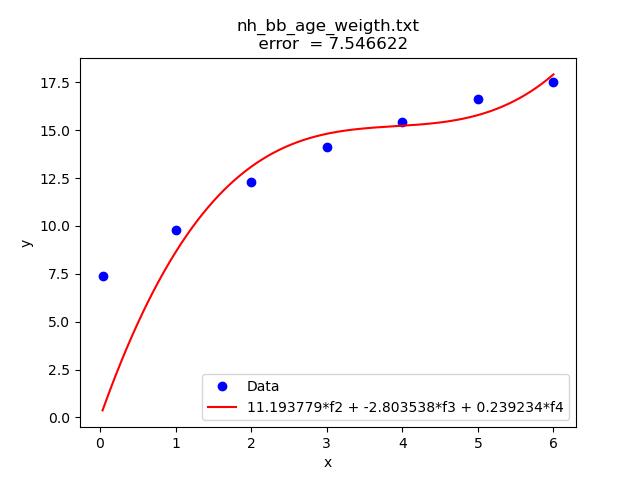 nh_bb_age_weigth.txt
error = 7.546622
17.5
15.0
12.5
10.0
7.5
5.0
2.5
0.0
y
Data
11.193779*f2 + -2.803538*f3 + 0.239234*f4
0 1 2 3 4 5 6
x